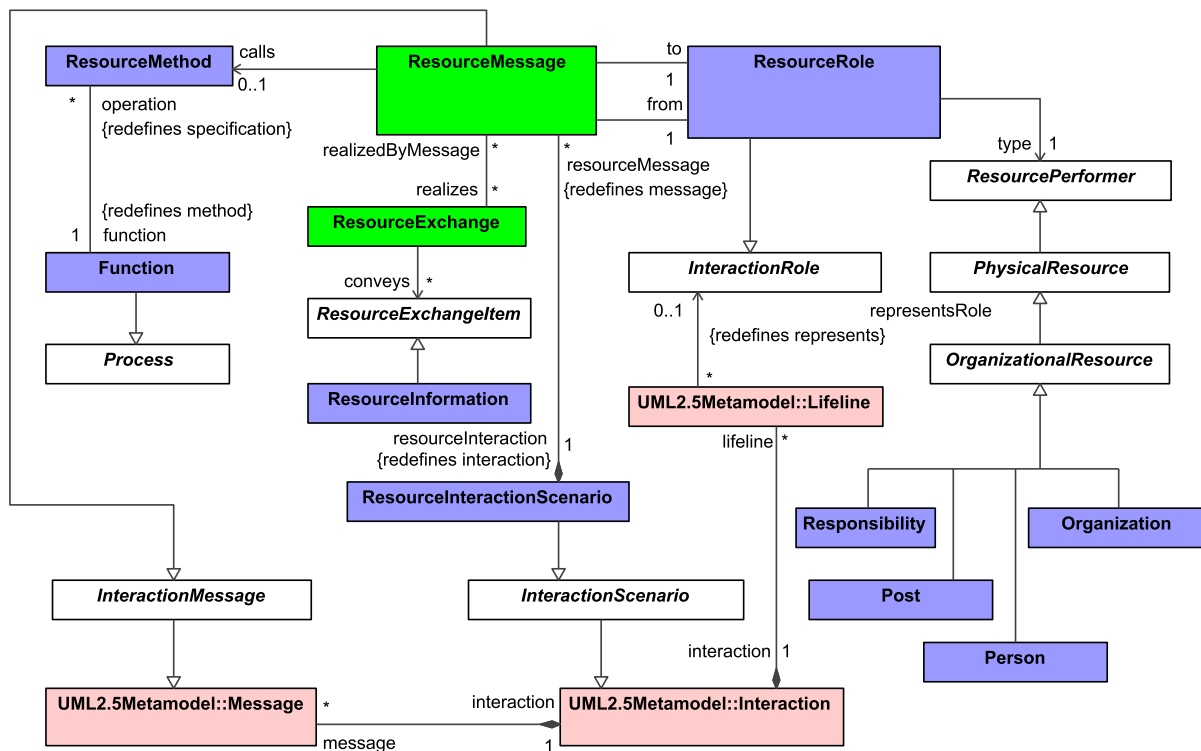 calls
to
ResourceMethod
ResourceMessage
ResourceRole
0..1
1
*
operation
from
{redefines specification}
1
type
1
realizedByMessage
*
*
resourceMessage
ResourcePerformer
realizes
*
{redefines message}
{redefines method}
1
function
ResourceExchange
Function
InteractionRole
PhysicalResource
conveys
*
0..1
representsRole
ResourceExchangeItem
{redefines represents}
Process
OrganizationalResource
*
ResourceInformation
UML2.5Metamodel::Lifeline
resourceInteraction
1
lifeline
*
{redefines interaction}
ResourceInteractionScenario
Responsibility
Organization
InteractionMessage
InteractionScenario
Post
interaction
1
Person
UML2.5Metamodel::Message
*
interaction
UML2.5Metamodel::Interaction
message
1